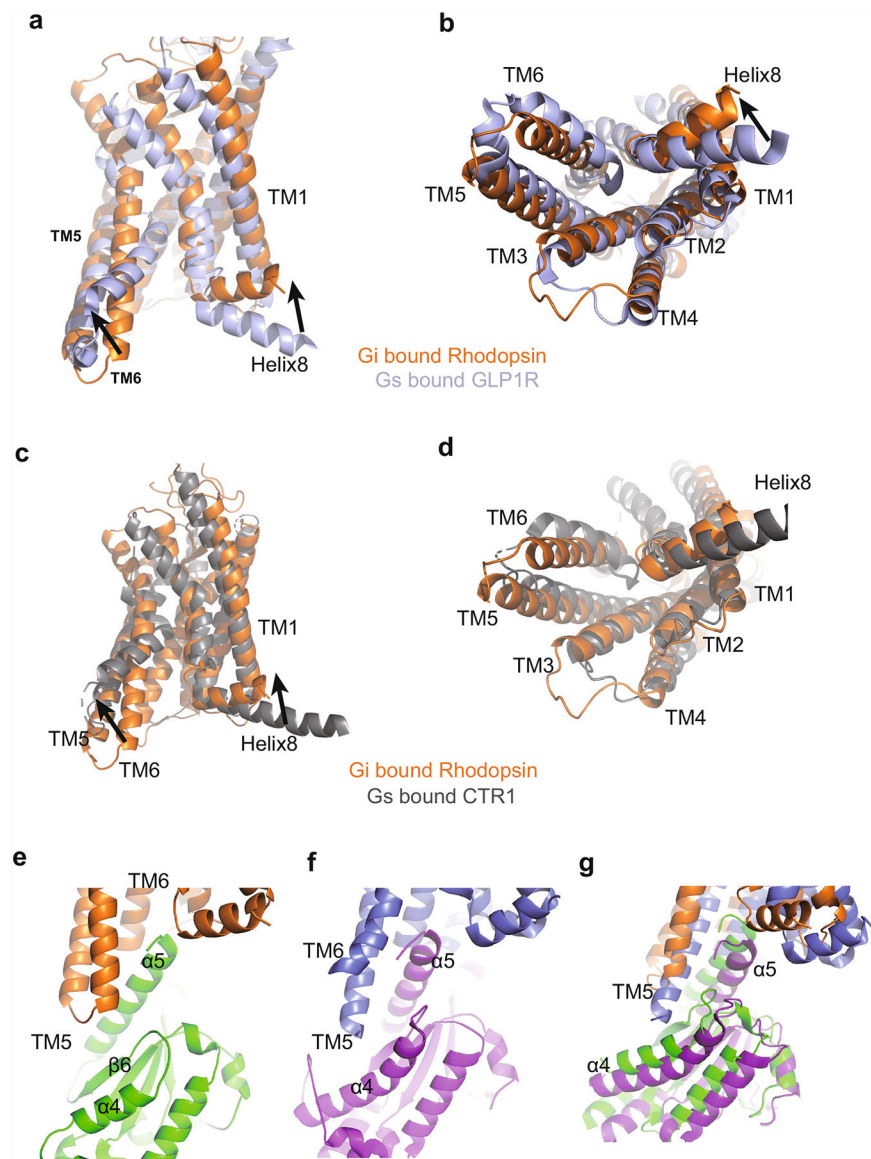 a
TM1
TM5
TM6
Helix8
b
TM6
Helix8
TM5
TM1
TM3
TM2
TM4
Gi bound Rhodopsin
Gs bound GLP1R
c
TM1
TM5
Helix8
TM6
d
Helix8
TM6
TM5
TM1
TM2
TM3
TM4
Gi bound Rhodopsin
Gs bound CTR1
e
TM6
α5
TM5
β6
α4
f
TM6
α5
TM5
α4
g
α5
TM5
α4